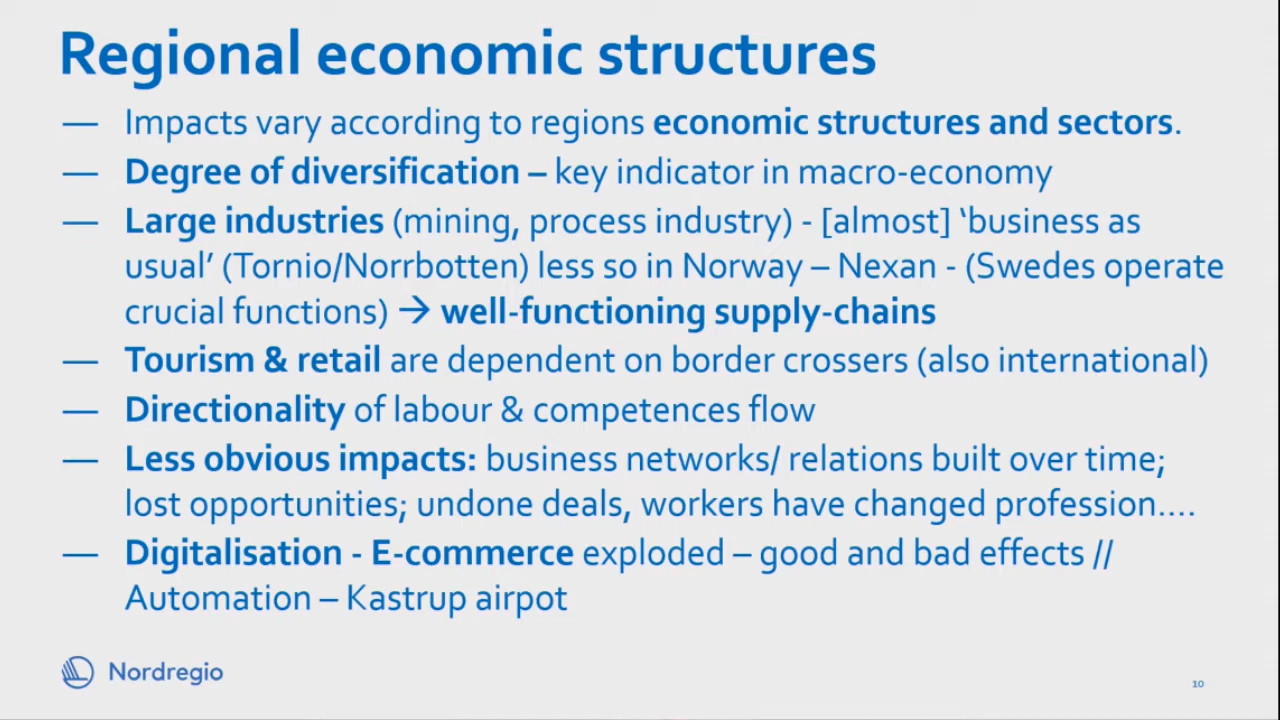 Regional economic structures
— Impacts vary according to regions economic structures and sectors.
— Degree of diversification – key indicator in macro-economy
— Large industries (mining, process industry) - [almost] ‘business as
usual’ (Tornio/Norrbotten) less so in Norway – Nexan - (Swedes operate
crucial functions) → well-functioning supply-chains
— Tourism & retail are dependent on border crossers (also international)
— Directionality of labour & competences flow
— Less obvious impacts: business networks/ relations built over time;
lost opportunities; undone deals, workers have changed profession....
— Digitalisation - E-commerce exploded – good and bad effects //
Automation – Kastrup airpot
Nordregio
10